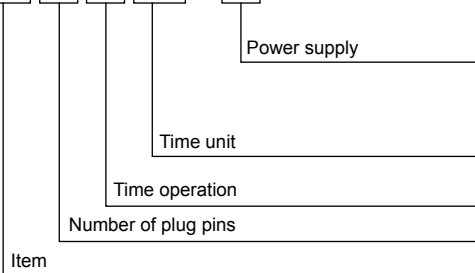 Power supply
Time unit
Time operation
Number of plug pins
Item